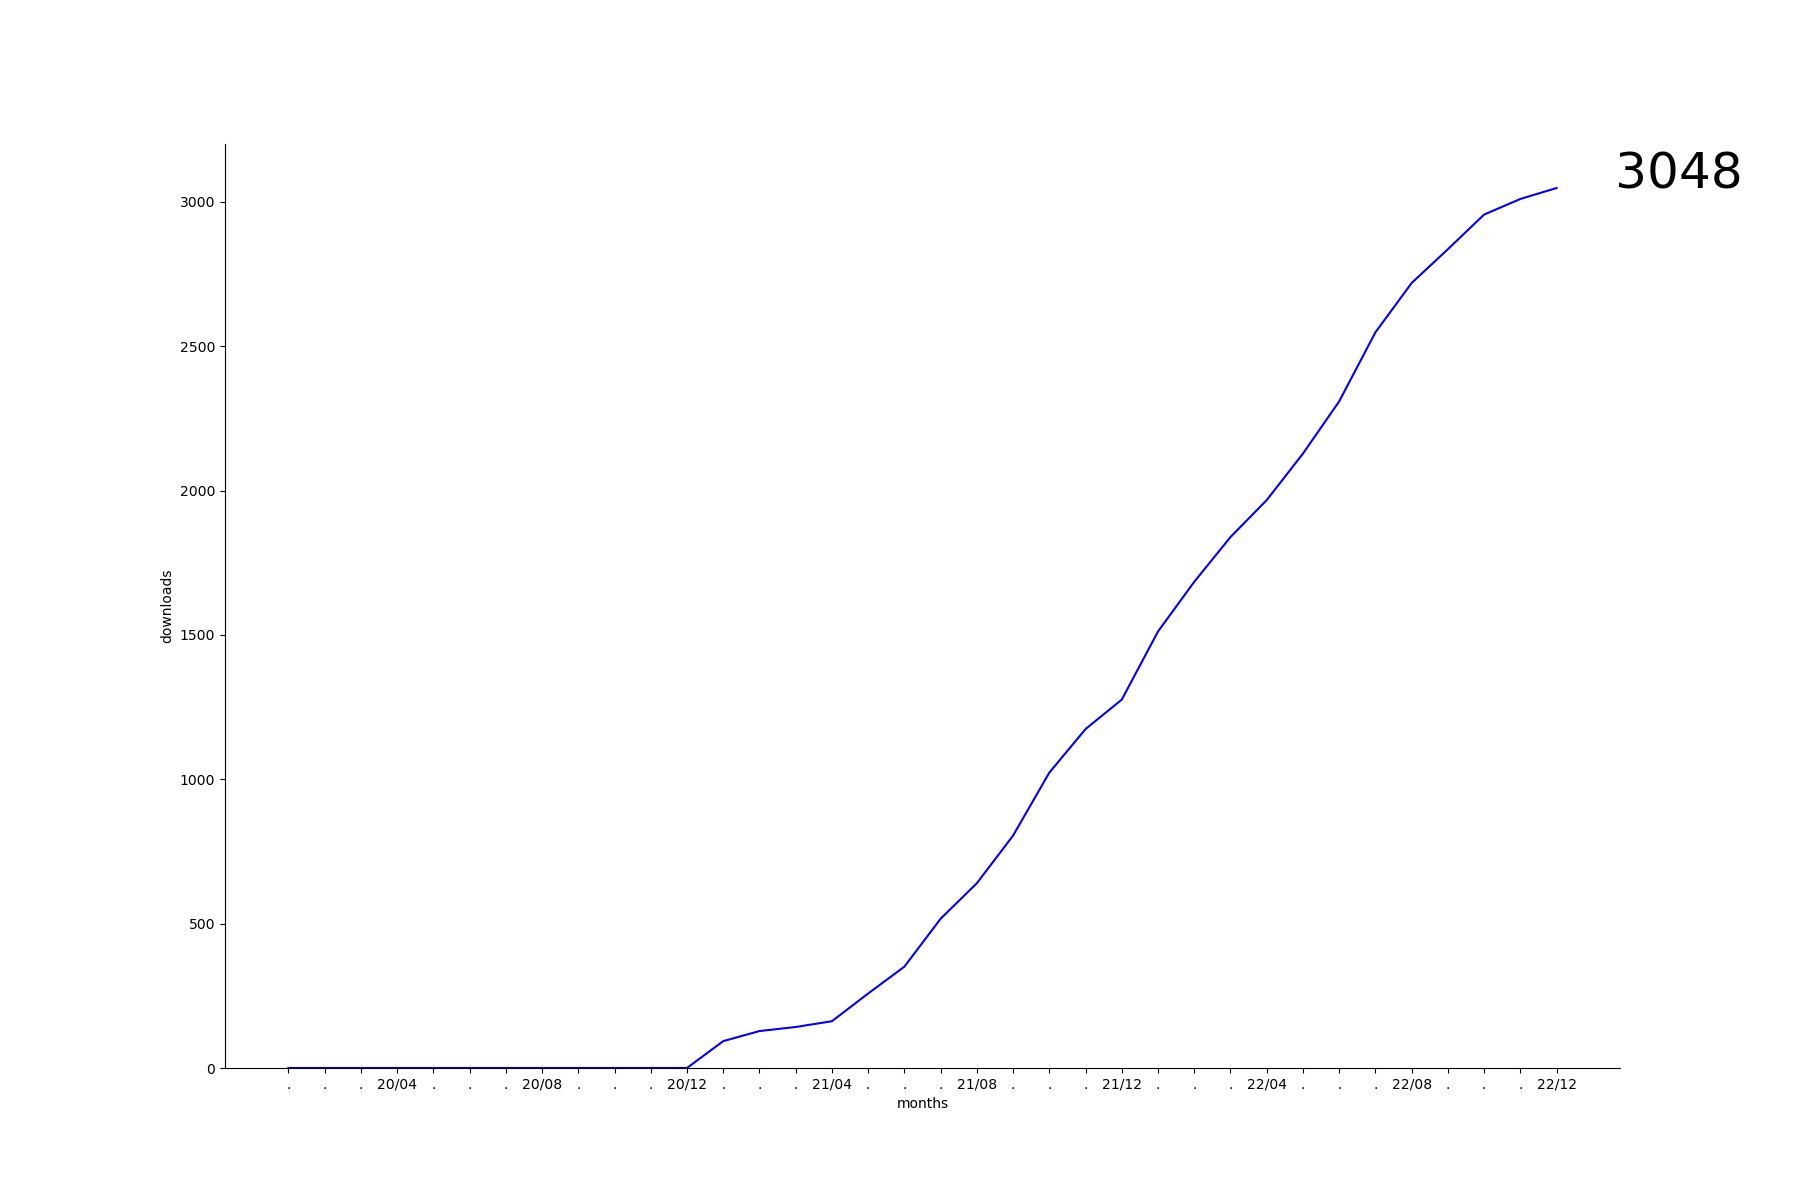 3048
3000
2500
2000
1500
1000
500
0
downloads
. . . 20/04 . . . 20/08 . . . 20/12 . . . 21/04 . . . 21/08 . . . 21/12 . . . 22/04 . . . 22/08 . . . 22/12
months